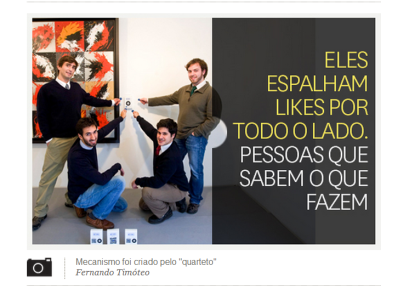 ELES
ESPALHAM
LIKES POR
TODO O LADO.
PESSOAS QUE
SABEM O QUE
FAZEM
Mecanismo foi criado pelo "quarteto"
Fernando Timóteo